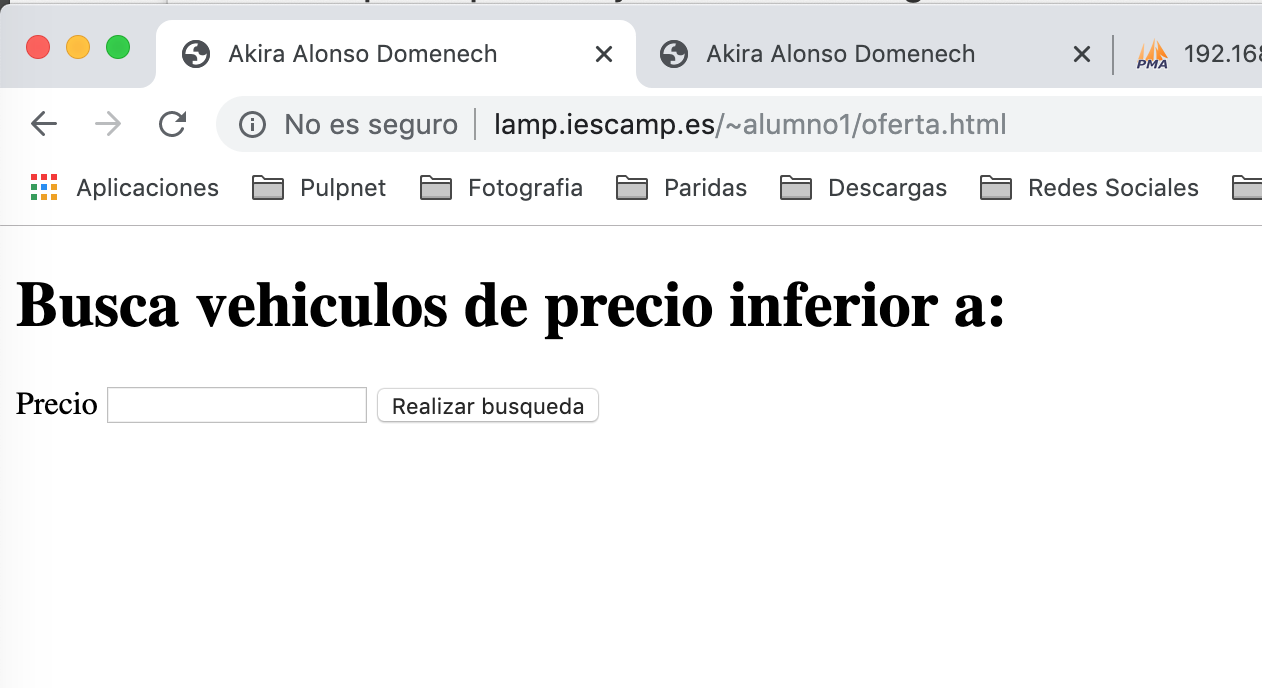 Akira Alonso Domenech
Akira Alonso Domenech
PMA 192.168
No es seguro lamp.iescamp.es/~alumno1/oferta.html
Aplicaciones Pulpnet Fotografia Paridas Descargas Redes Sociales
Busca vehiculos de precio inferior a:
Precio Realizar busqueda